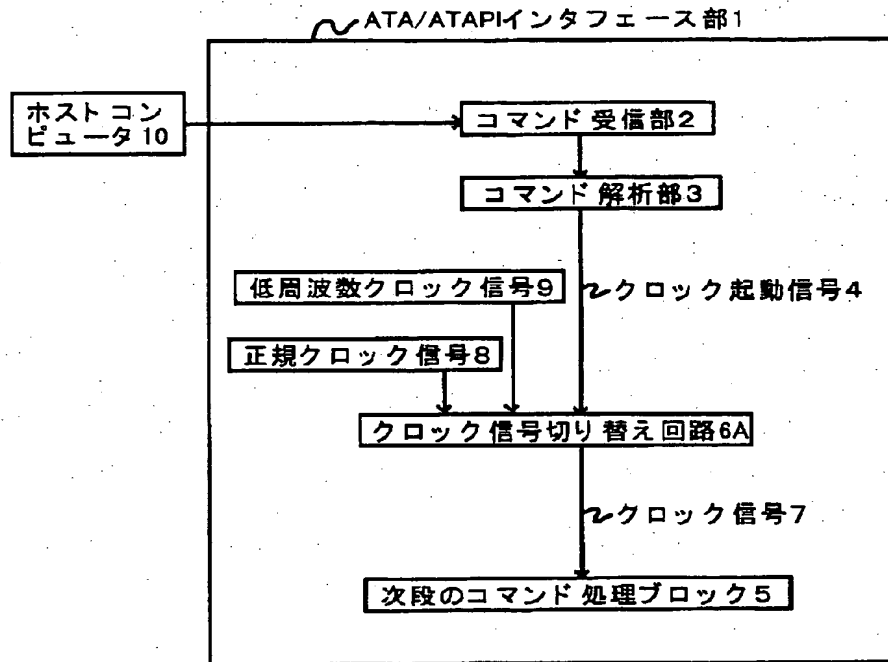 ATA/ATAPIインタフェース部1
ホストコン
ピュータ10
コマンド受信部2
コマンド解析部3
低周波数クロック信号9
クロック起動信号4
正規クロック信号8
クロック信号切り替え回路6A
クロック信号7
次段のコマンド処理ブロック5